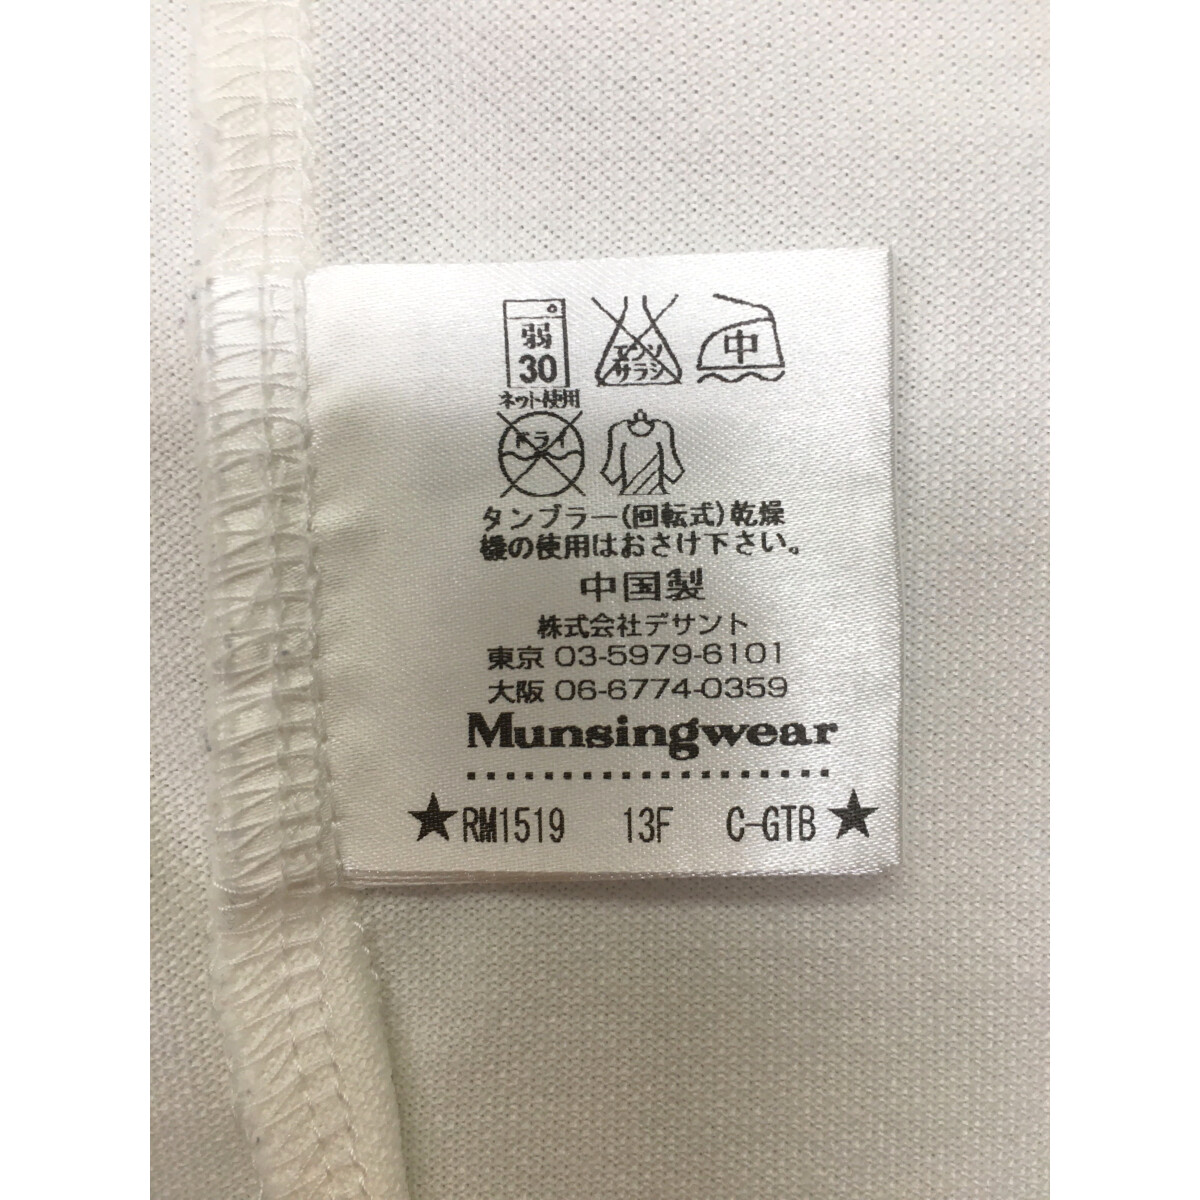 弱
30
ネット使用
エンソ
サラシ
中
ドライ
タンブラー(回転式)乾燥
機の使用はおさけ下さい。
中国製
株式会社デサント
東京 03-5979-6101
大阪 06-6774-0359
Munsingwear
★RM1519 13F C-GTB★